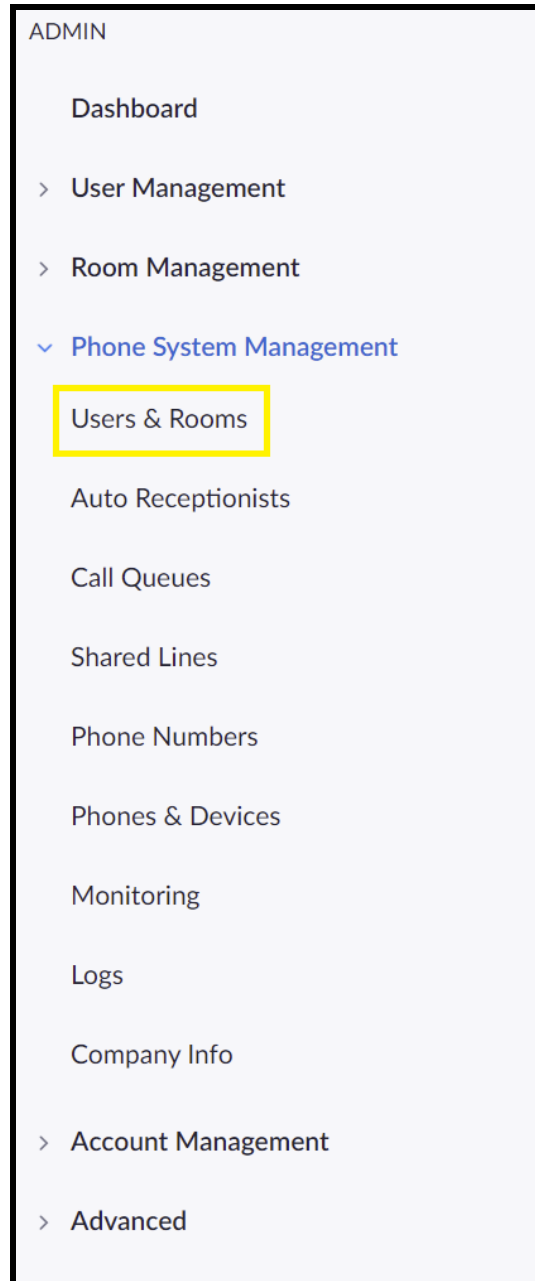 ADMIN
Dashboard
User Management
Room Management
Phone System Management
Users & Rooms
Auto Receptionists
Call Queues
Shared Lines
Phone Numbers
Phones & Devices
Monitoring
Logs
Company Info
Account Management
Advanced